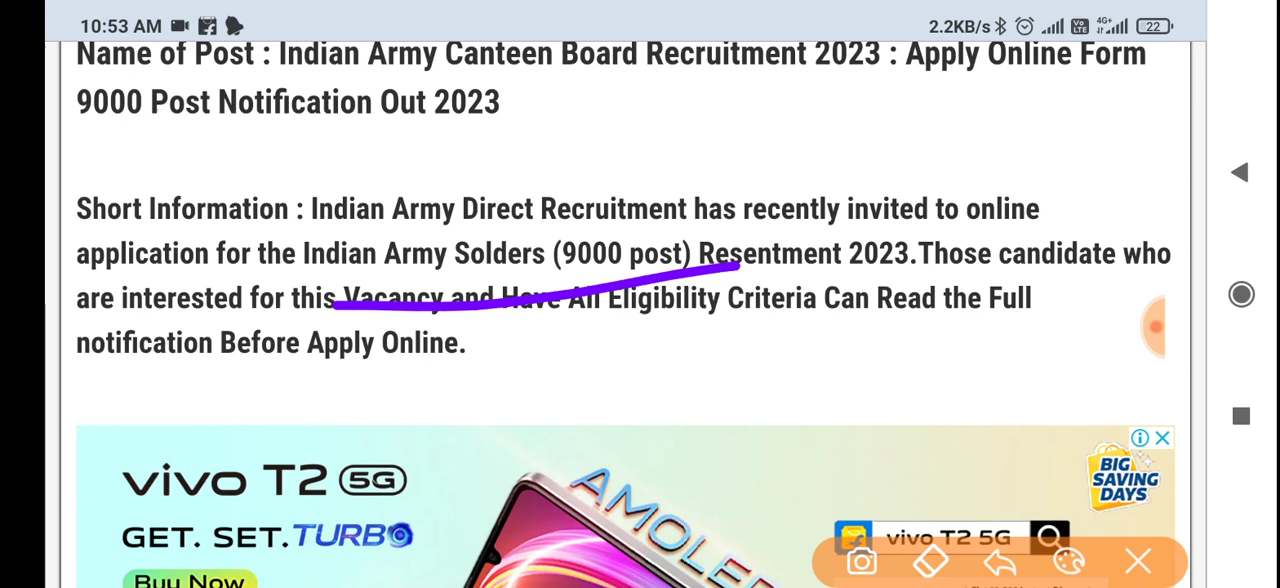 10:53 AM
2.2KB/s Vo LTE 4G+ 22
Name of Post : Indian Army Canteen Board Recruitment 2023 : Apply Online Form
9000 Post Notification Out 2023
Short Information : Indian Army Direct Recruitment has recently invited to online
application for the Indian Army Solders (9000 post) Resentment 2023.Those candidate who
are interested for this Vacancy and Have All Eligibility Criteria Can Read the Full
notification Before Apply Online.
vivo T2 5G
GET. SET. TURBO
Buy Now
AMOLED
BIG
SAVING
DAYS
vivo T2 5G